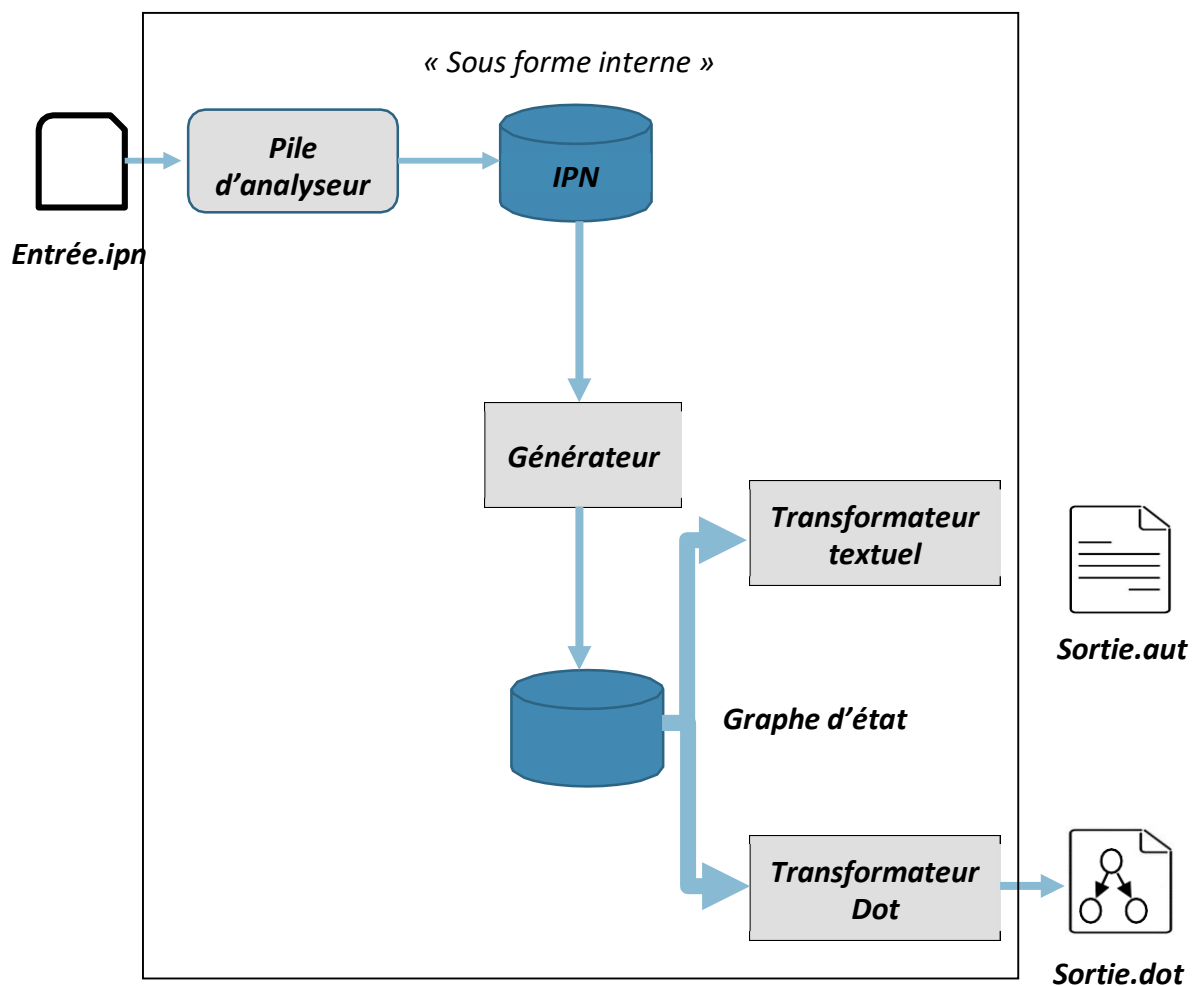 « Sous forme interne »
Pile
d’analyseur
IPN
Entrée.ipn
Générateur
Transformateur
textuel
Sortie.aut
Graphe d’état
Transformateur
Dot
Sortie.dot